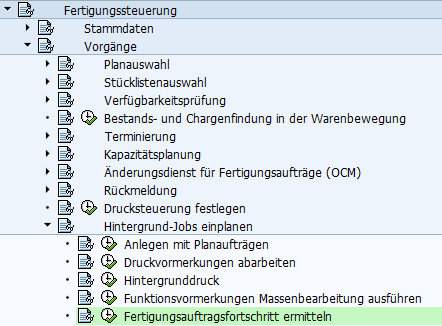 Fertigungssteuerung
Stammdaten
Vorgänge
Planauswahl
Stücklistenauswahl
Verfügbarkeitsprüfung
Bestands- und Chargenfindung in der Warenbewegung
Terminierung
Kapazitätsplanung
Änderungsdienst für Fertigungsaufträge (OCM)
Rückmeldung
Drucksteuerung festlegen
Hintergrund-Jobs einplanen
Anlegen mit Planaufträgen
Druckvormerkungen abarbeiten
Hintergrunddruck
Funktionsvormerkungen Massenbearbeitung ausführen
Fertigungsauftragsfortschritt ermitteln